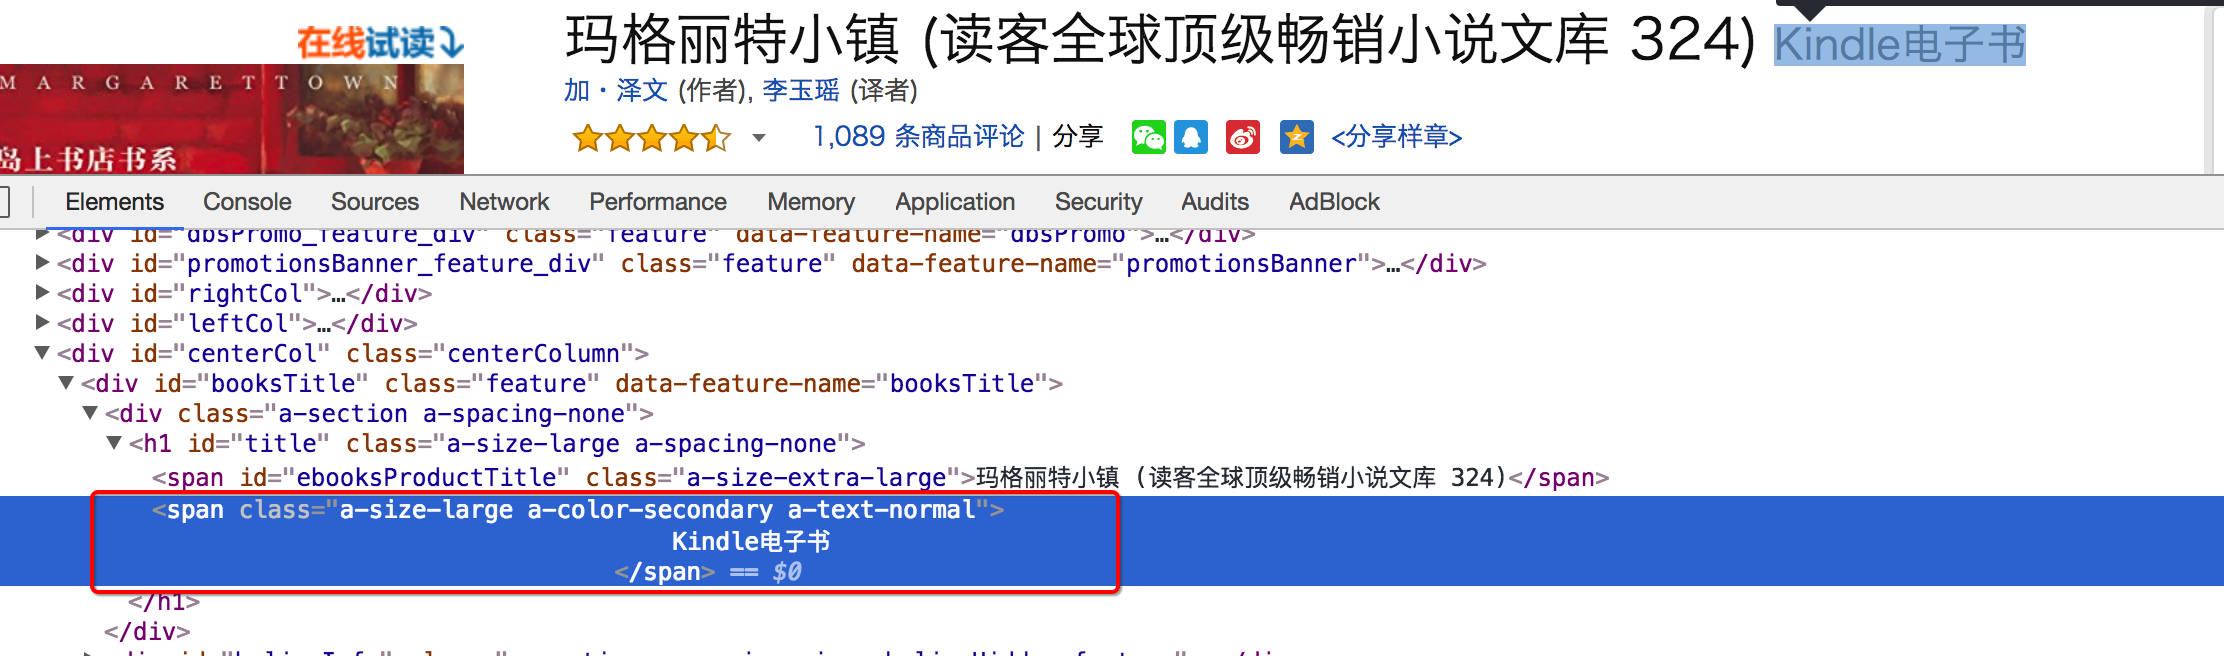 在线试读
玛格丽特小镇 (读客全球顶级畅销小说文库 324) Kindle电子书
MARGARETTOWN
加·泽文 (作者), 李玉瑶 (译者)
1,089 条商品评论 | 分享 <分享样章>
岛上书店书系
Elements Console Sources Network Performance Memory Application Security Audits AdBlock
<div id="dbsPromo_feature_div" class="feature" data-feature-name="dbsPromo">…</div>
<div id="promotionsBanner_feature_div" class="feature" data-feature-name="promotionsBanner">…</div>
<div id="rightCol">…</div>
<div id="leftCol">…</div>
<div id="centerCol" class="centerColumn">
<div id="booksTitle" class="feature" data-feature-name="booksTitle">
<div class="a-section a-spacing-none">
<h1 id="title" class="a-size-large a-spacing-none">
<span id="ebooksProductTitle" class="a-size-extra-large">玛格丽特小镇 (读客全球顶级畅销小说文库 324)</span>
<span class="a-size-large a-color-secondary a-text-normal">
Kindle电子书
</span> == $0
</h1>
</div>